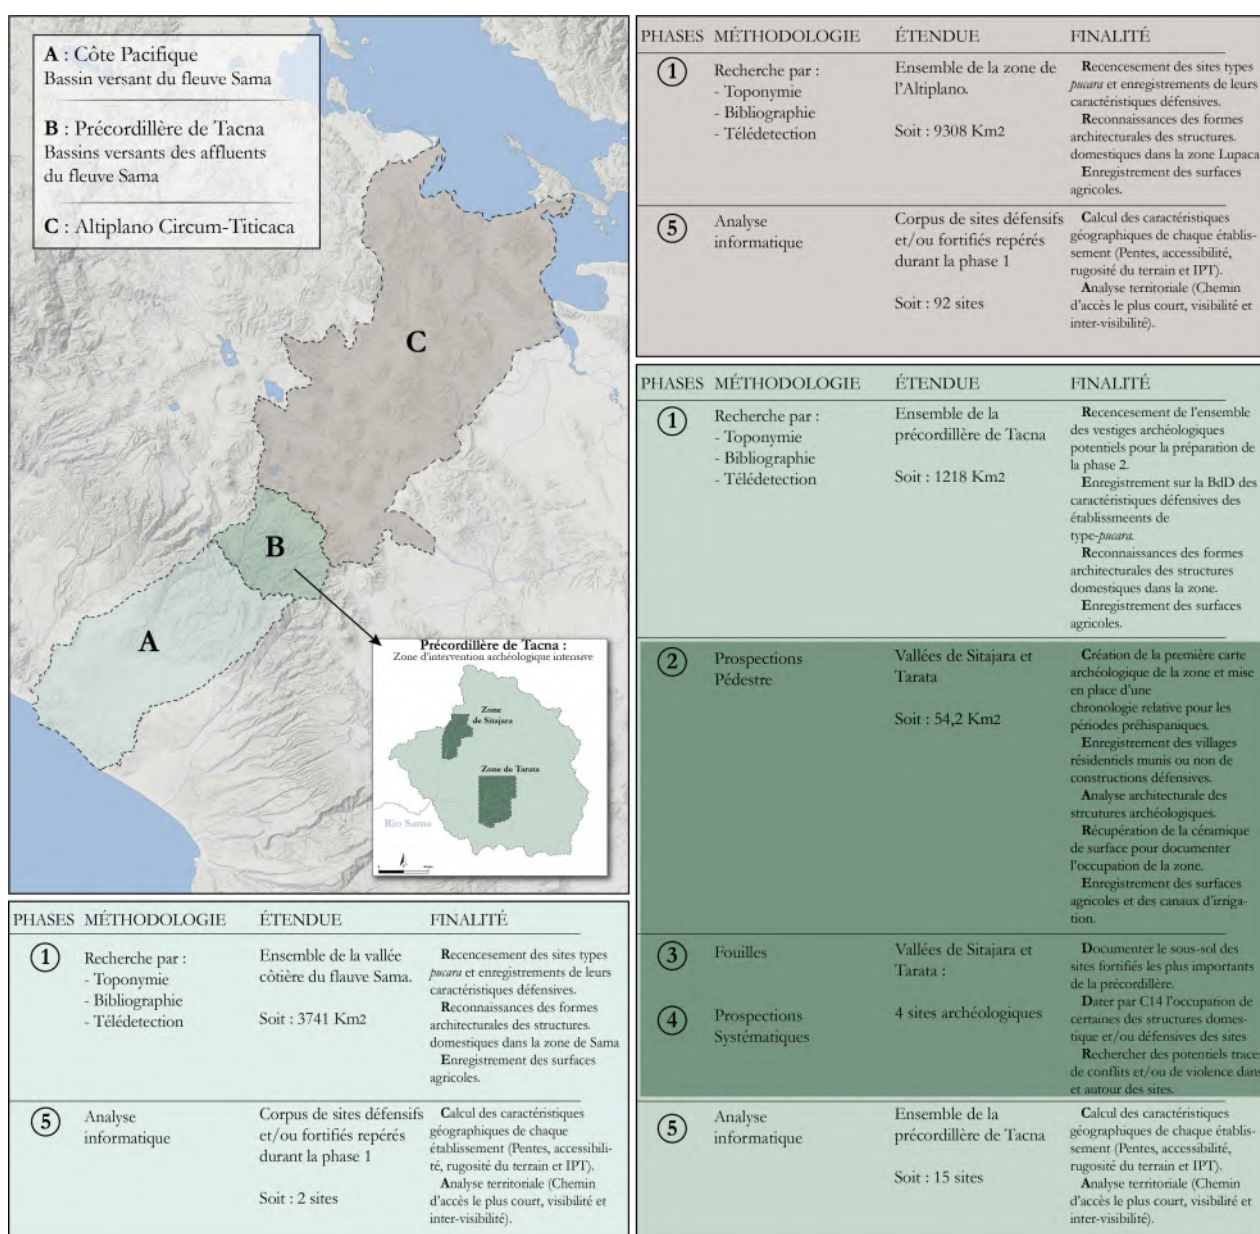 A : Côte Pacifique
Bassin versant du fleuve Sama
B : Précordillère de Tacna
Bassins versants des affluents
du fleuve Sama
C : Altiplano Circum-Titicaca
C
B
A
Précordillère de Tacna :
Zone d'intervention archéologique intensive
Zone
de Sitajara
Zone de Tarata
Rio Sama
PHASES MÉTHODOLOGIE ÉTENDUE FINALITÉ
1 Recherche par :
- Toponymie
- Bibliographie
- Télédetection
Ensemble de la vallée
côtière du flauve Sama.
Soit : 3741 Km2
Recencesement des sites types
pucara et enregistrements de leurs
caractéristiques défensives.
Reconnaissances des formes
architecturales des structures.
domestiques dans la zone de Sama
Enregistrement des surfaces
agricoles.
5 Analyse
informatique
Corpus de sites défensifs
et/ou fortifiés repérés
durant la phase 1
Soit : 2 sites
Calcul des caractéristiques
géographiques de chaque
établissement (Pentes, accessibili-
té, rugosité du terrain et IPT).
Analyse territoriale (Chemin
d'accès le plus court, visibilité et
inter-visibilité).
PHASES MÉTHODOLOGIE ÉTENDUE FINALITÉ
1 Recherche par :
- Toponymie
- Bibliographie
- Télédetection
Ensemble de la zone de
l'Altiplano.
Soit : 9308 Km2
Recencesement des sites types
pucara et enregistrements de leurs
caractéristiques défensives.
Reconnaissances des formes
architecturales des structures.
domestiques dans la zone Lupaca
Enregistrement des surfaces
agricoles.
5 Analyse
informatique
Corpus de sites défensifs
et/ou fortifiés repérés
durant la phase 1
Soit : 92 sites
Calcul des caractéristiques
géographiques de chaque établis-
sement (Pentes, accessibilité,
rugosité du terrain et IPT).
Analyse territoriale (Chemin
d'accès le plus court, visibilité et
inter-visibilité).
PHASES MÉTHODOLOGIE ÉTENDUE FINALITÉ
1 Recherche par :
- Toponymie
- Bibliographie
- Télédetection
Ensemble de la
précordillère de Tacna
Soit : 1218 Km2
Recencesement de l'ensemble
des vestiges archéologiques
potentiels pour la préparation de
la phase 2.
Enregistrement sur la BdD des
caractéristiques défensives des
établissmeents de
type-pucara.
Reconnaissances des formes
architecturales des structures
domestiques dans la zone.
Enregistrement des surfaces
agricoles.
2 Prospections
Pédestre
Vallées de Sitajara et
Tarata
Soit : 54,2 Km2
Création de la première carte
archéologique de la zone et mise
en place d'une
chronologie relative pour les
périodes préhispaniques.
Enregistrement des villages
résidentiels munis ou non de
constructions défensives.
Analyse architecturale des
strcutures archéologiques.
Récupération de la céramique
de surface pour documenter
l'occupation de la zone.
Enregistrement des surfaces
agricoles et des canaux d'irriga-
tion.
3 Fouilles
4 Prospections
Systématiques
Vallées de Sitajara et
Tarata :
4 sites archéologiques
Documenter le sous-sol des
sites fortifiés les plus importants
de la précordillère.
Dater par C14 l'occupation de
certaines des structures domes-
tique et/ou défensives des sites
Rechercher des potentiels trace
de conflits et/ou de violence dans
et autour des sites.
5 Analyse
informatique
Ensemble de la
précordillère de Tacna
Soit : 15 sites
Calcul des caractéristiques
géographiques de chaque établis-
sement (Pentes, accessibilité,
rugosité du terrain et IPT).
Analyse territoriale (Chemin
d'accès le plus court, visibilité et
inter-visibilité).